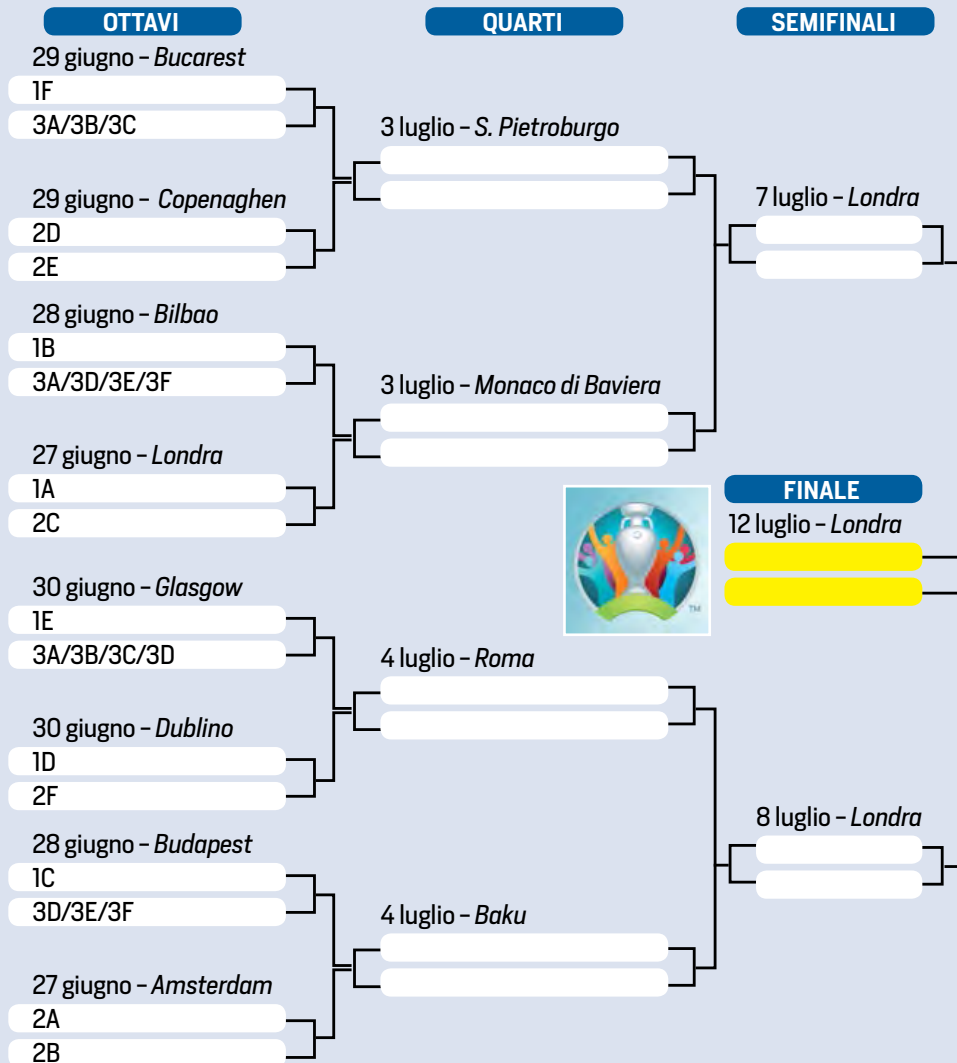 OTTAVI
29 giugno – Bucarest
1F
3A/3B/3C
29 giugno – Copenaghen
2D
2E
28 giugno – Bilbao
1B
3A/3D/3E/3F
27 giugno – Londra
1A
2C
30 giugno – Glasgow
1E
3A/3B/3C/3D
30 giugno – Dublino
1D
2F
28 giugno – Budapest
1C
3D/3E/3F
27 giugno – Amsterdam
2A
2B
QUARTI
3 luglio – S. Pietroburgo
3 luglio – Monaco di Baviera
4 luglio – Roma
4 luglio – Baku
SEMIFINALI
7 luglio – Londra
FINALE
12 luglio – Londra
TM
8 luglio – Londra